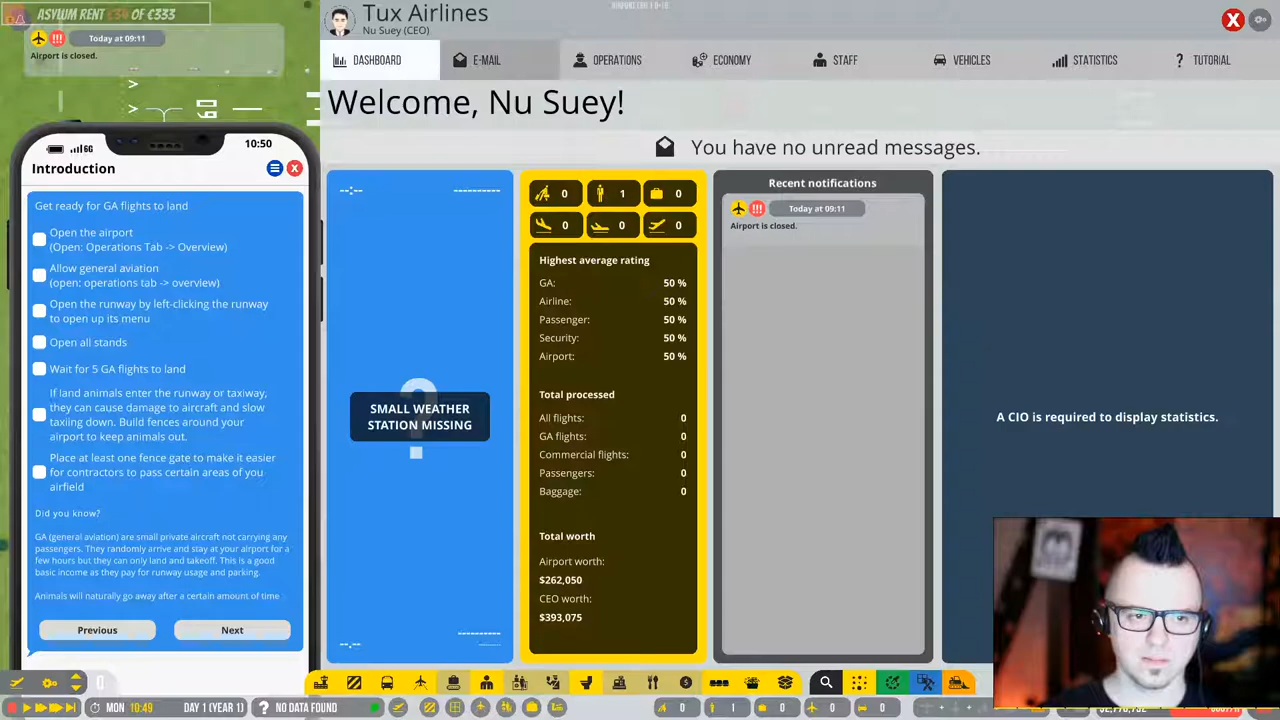 ASYLUM RENT €34 OF €333
Today at 09:11
Airport is closed.
6G
10:50
Introduction
Get ready for GA flights to land
Open the airport
(Open: Operations Tab -> Overview)
Allow general aviation
(open: operations tab -> overview)
Open the runway by left-clicking the runway
to open up its menu
Open all stands
Wait for 5 GA flights to land
If land animals enter the runway or taxiway,
they can cause damage to aircraft and slow
taxiing down. Build fences around your
airport to keep animals out.
Place at least one fence gate to make it easier
for contractors to pass certain areas of you
airfield
Did you know?
GA (general aviation) are small private aircraft not carrying any
passengers. They randomly arrive and stay at your airport for a
few hours but they can only land and takeoff. This is a good
basic income as they pay for runway usage and parking.
Animals will naturally go away after a certain amount of time
Previous
Next
Tux Airlines
Nu Suey (CEO)
DASHBOARD
E-MAIL
OPERATIONS
ECONOMY
STAFF
VEHICLES
STATISTICS
TUTORIAL
Welcome, Nu Suey!
You have no unread messages.
--:--
SMALL WEATHER
STATION MISSING
--:--
0 1 0
0 0 0
Highest average rating
GA: 50 %
Airline: 50 %
Passenger: 50 %
Security: 50 %
Airport: 50 %
Total processed
All flights: 0
GA flights: 0
Commercial flights: 0
Passengers: 0
Baggage: 0
Total worth
Airport worth:
$262,050
CEO worth:
$393,075
Recent notifications
Today at 09:11
Airport is closed.
A CIO is required to display statistics.
MON 10:49 DAY 1 (YEAR 1) NO DATA FOUND
0 1 0 0